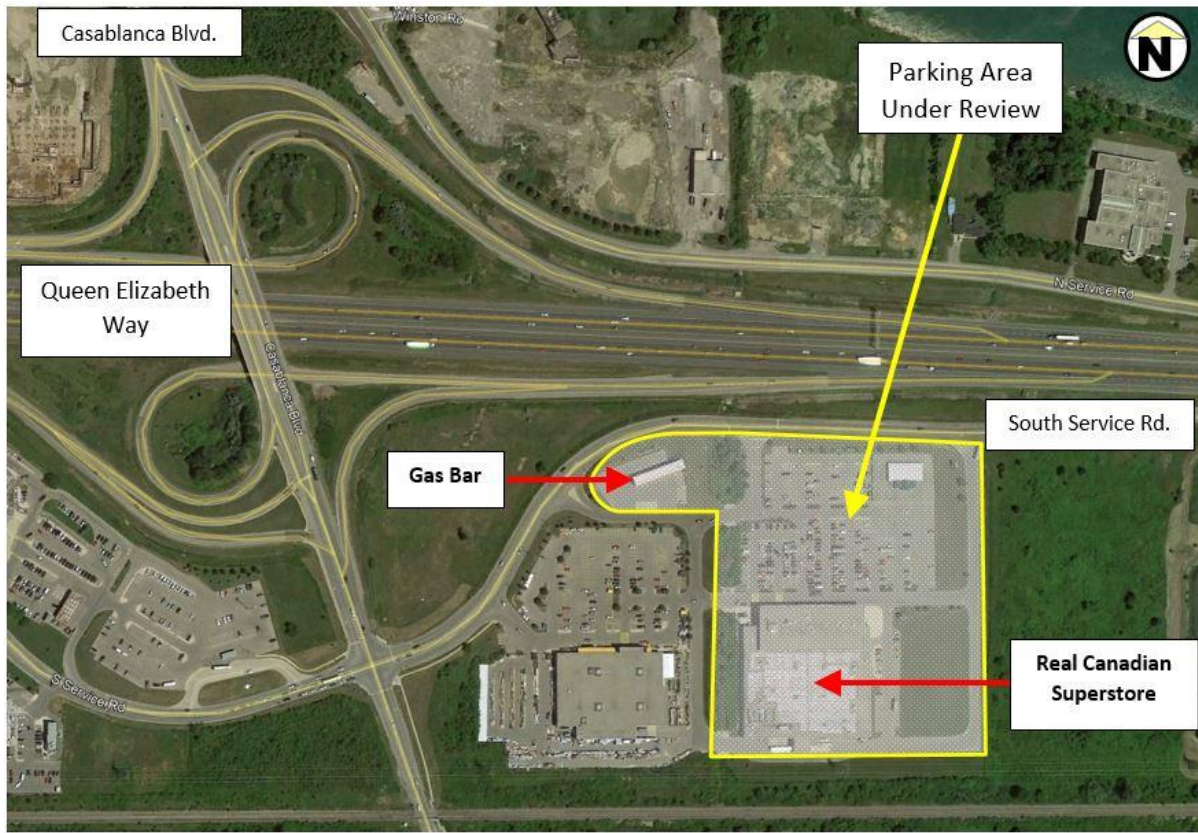 Casablanca Blvd.
Winston Rd
N
Parking Area
Under Review
Queen Elizabeth
Way
N Service Rd
Casablanca Blvd
South Service Rd.
Gas Bar
S Service Rd
Real Canadian
Superstore